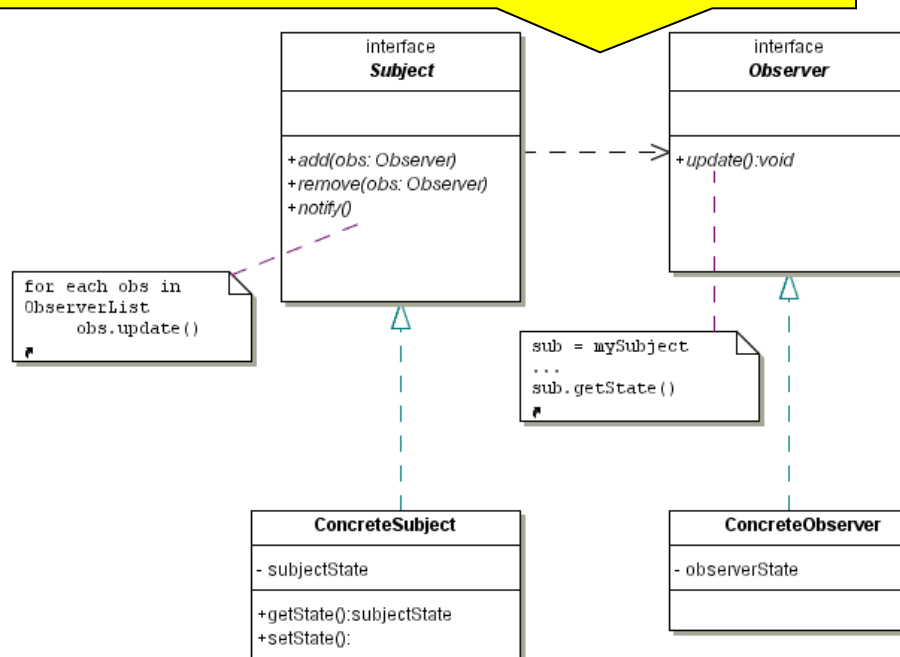 interface
Subject
+add(obs: Observer)
+remove(obs: Observer)
+notify()
interface
Observer
+update():void
for each obs in
ObserverList
obs.update()
sub = mySubject
...
sub.getState()
ConcreteSubject
- subjectState
+getState():subjectState
+setState():
ConcreteObserver
- observerState